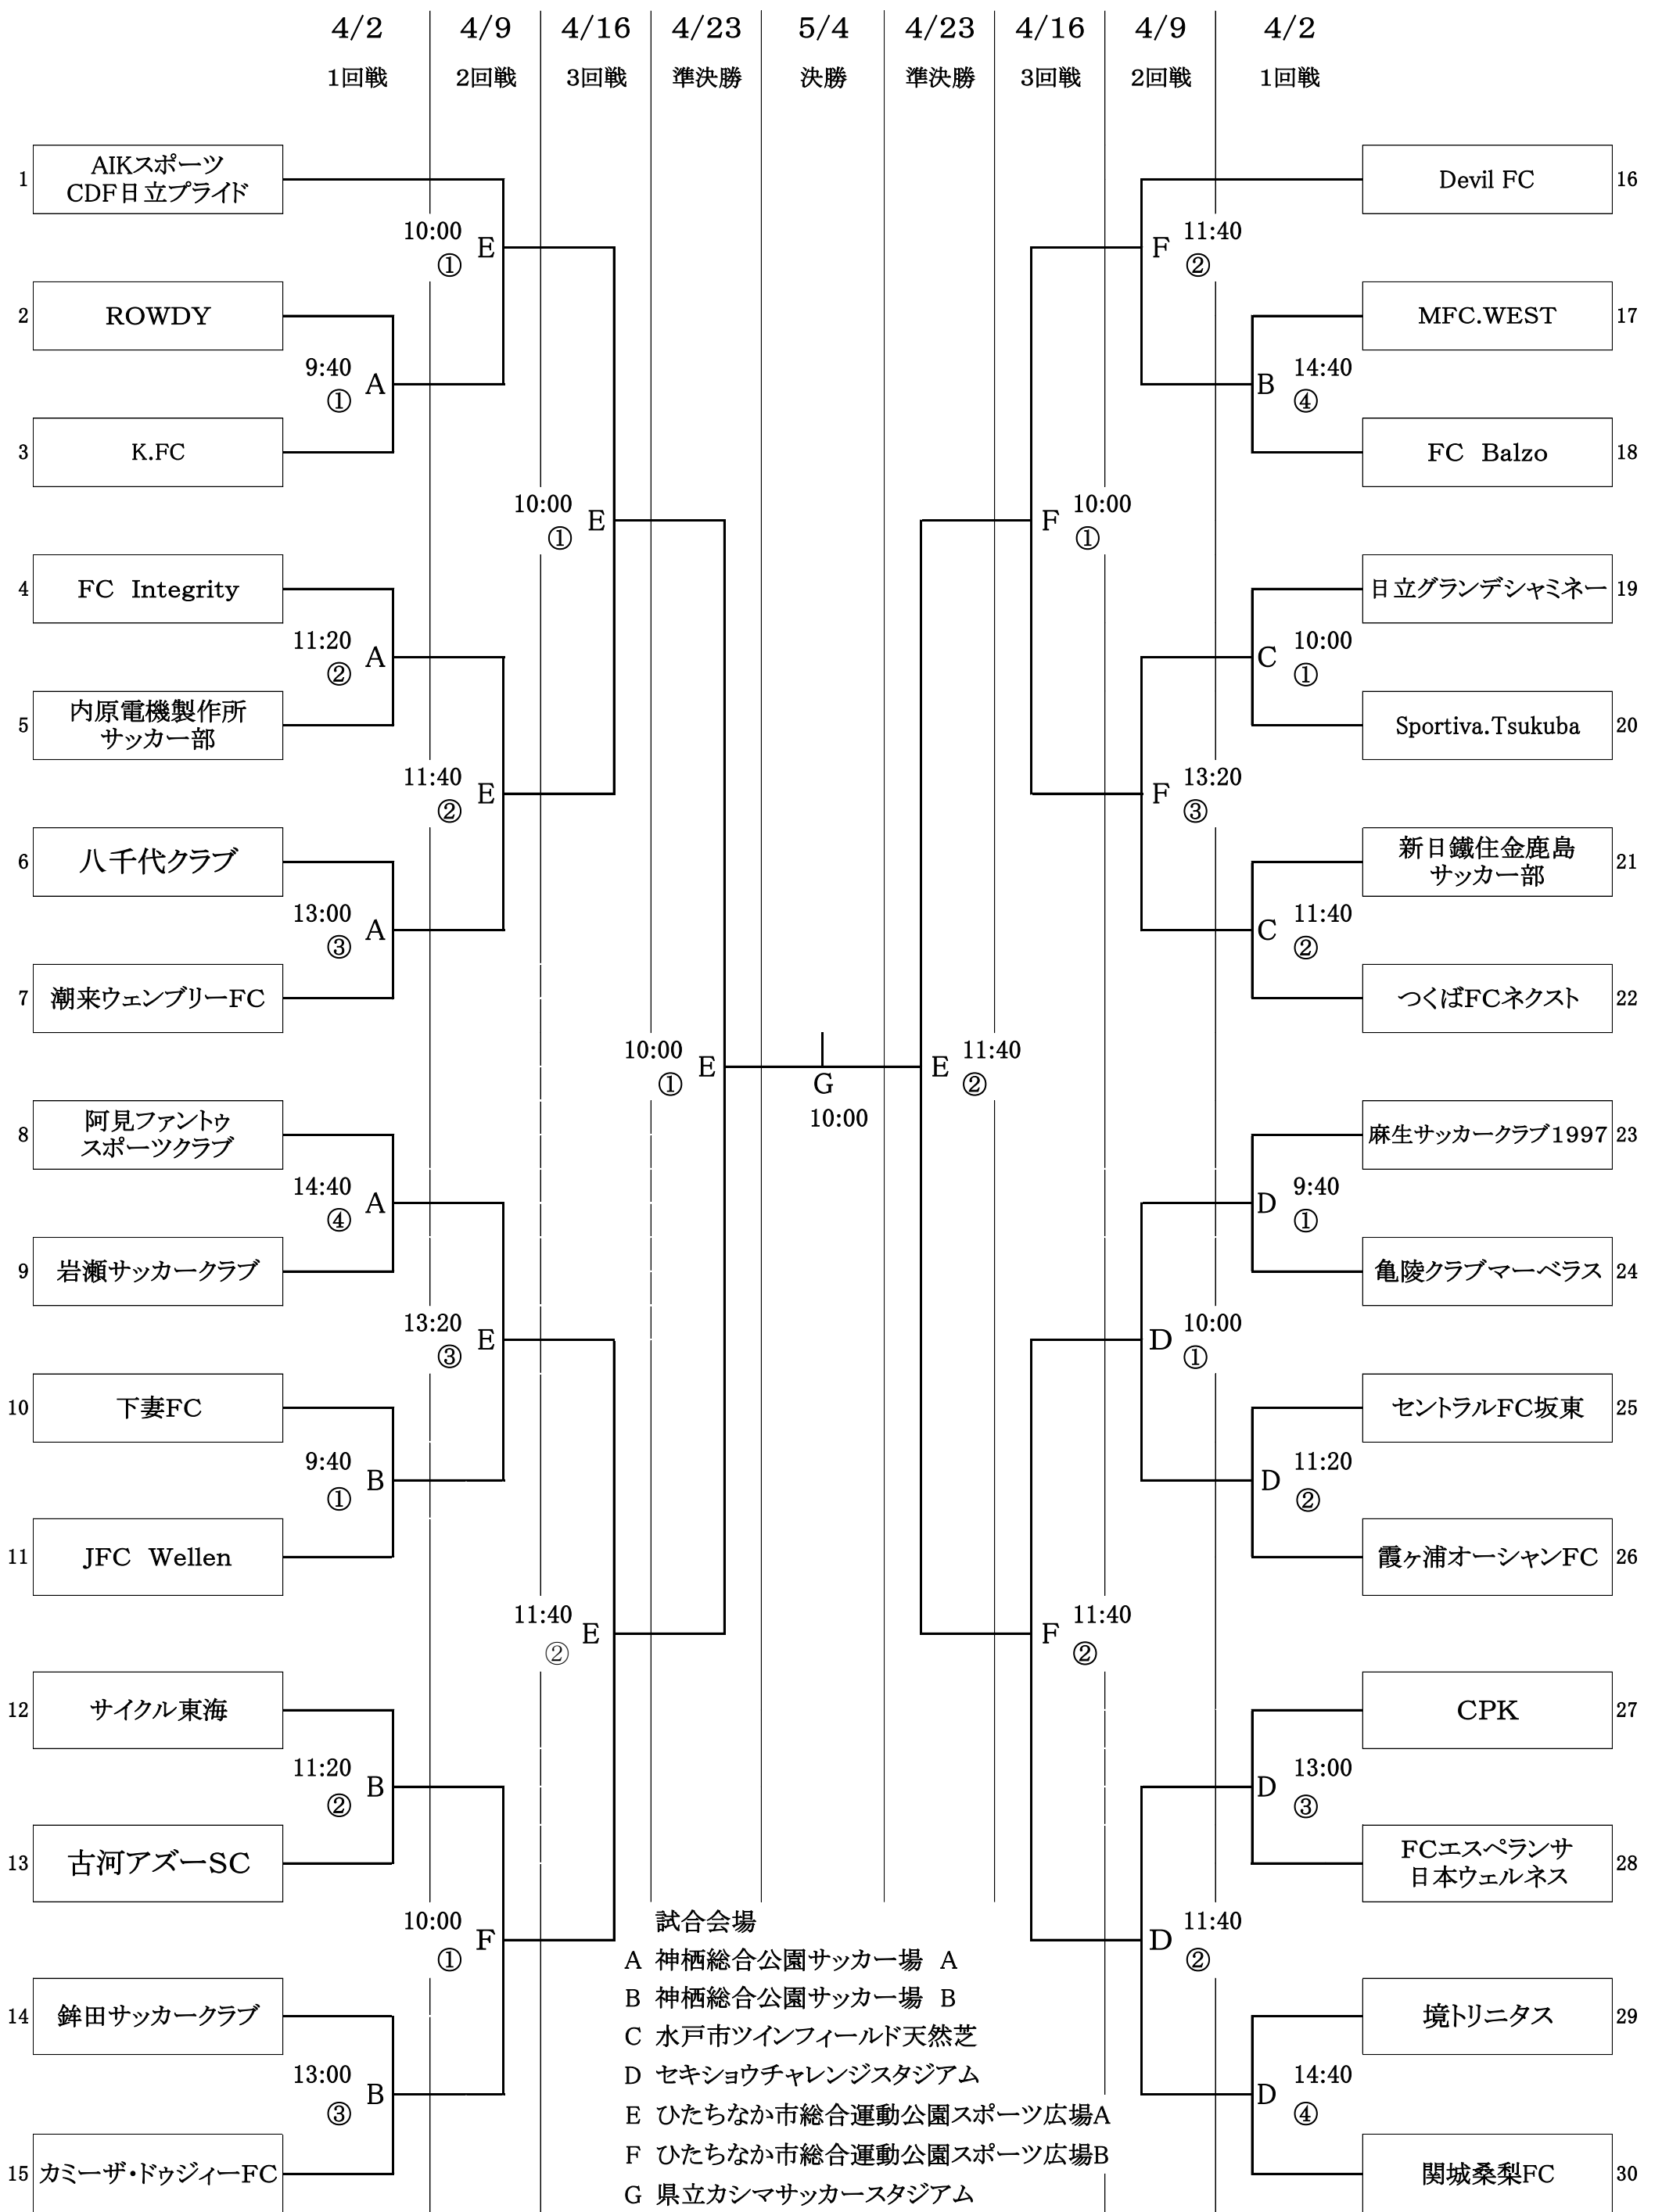 4/2 4/9 4/16 4/23 5/4 4/23 4/16 4/9 4/2
1回戦 2回戦 3回戦 準決勝 決勝 準決勝 3回戦 2回戦 1回戦
1 AIKスポーツ
CDF日立プライド
10:00 E
①
2 ROWDY
9:40 A
①
3 K.FC
10:00 E
①
4 FC Integrity
11:20 A
②
5 内原電機製作所
サッカー部
11:40 E
②
6 八千代クラブ
13:00 A
③
7 潮来ウェンブリーFC
10:00 E
①
8 阿見ファントゥ
スポーツクラブ
14:40 A
④
9 岩瀬サッカークラブ
13:20 E
③
10 下妻FC
9:40 B
①
11 JFC Wellen
11:40 E
②
12 サイクル東海
11:20 B
②
13 古河アズーSC
10:00 F
①
14 鉾田サッカークラブ
13:00 B
③
15 カミーザ・ドゥジィーFC
G
10:00
Devil FC 16
F 11:40
②
MFC.WEST 17
B 14:40
④
FC Balzo 18
F 10:00
①
日立グランデシャミネー 19
C 10:00
①
Sportiva.Tsukuba 20
F 13:20
③
新日鐵住金鹿島
サッカー部 21
C 11:40
②
つくばFCネクスト 22
E 11:40
②
麻生サッカークラブ1997 23
D 9:40
①
亀陵クラブマーベラス 24
D 10:00
①
セントラルFC坂東 25
D 11:20
②
霞ヶ浦オーシャンFC 26
F 11:40
②
CPK 27
D 13:00
③
FCエスペランサ
日本ウェルネス 28
D 11:40
②
境トリニタス 29
D 14:40
④
関城桑梨FC 30
試合会場
A 神栖総合公園サッカー場 A
B 神栖総合公園サッカー場 B
C 水戸市ツインフィールド天然芝
D セキショウチャレンジスタジアム
E ひたちなか市総合運動公園スポーツ広場A
F ひたちなか市総合運動公園スポーツ広場B
G 県立カシマサッカースタジアム